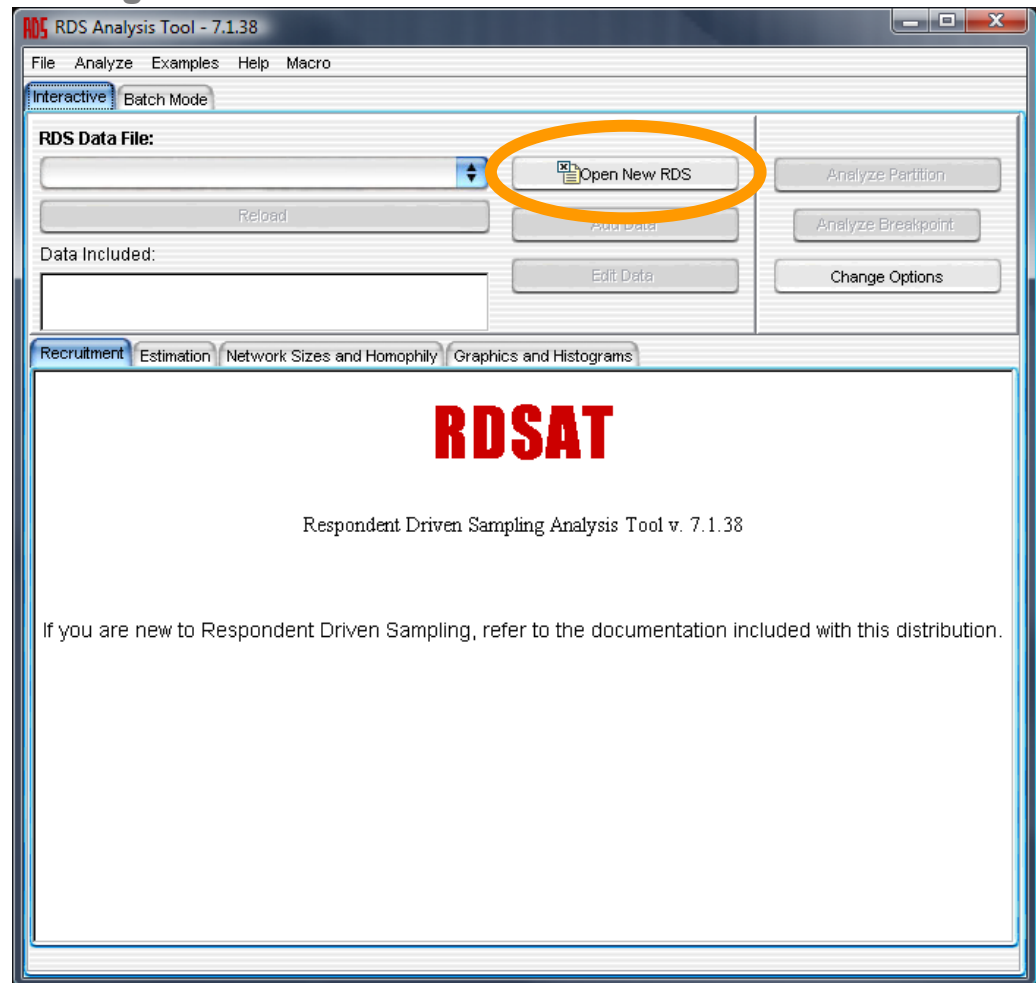 RDS RDS Analysis Tool - 7.1.38
File Analyze Examples Help Macro
Interactive Batch Mode
RDS Data File:
Open New RDS
Analyze Partition
Reload
Add Data
Analyze Breakpoint
Data Included:
Edit Data
Change Options
Recruitment Estimation Network Sizes and Homophily Graphics and Histograms
RDSAT
Respondent Driven Sampling Analysis Tool v. 7.1.38
If you are new to Respondent Driven Sampling, refer to the documentation included with this distribution.